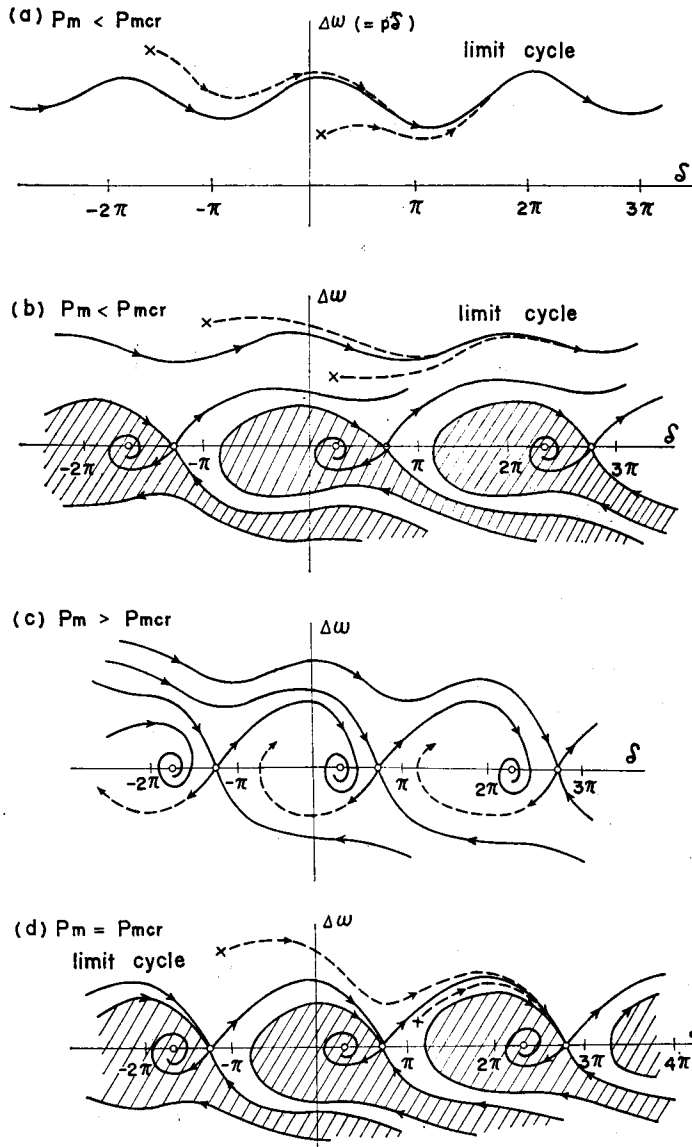 (a) Pm < Pmcr
Δω (= pδ)
limit cycle
δ
-2π -π π 2π 3π
(b) Pm < Pmcr
Δω
limit cycle
δ
-2π -π π 2π 3π
(c) Pm > Pmcr
Δω
δ
-2π -π π 2π 3π
(d) Pm = Pmcr
Δω
limit cycle
-2π -π π 2π 3π 4π